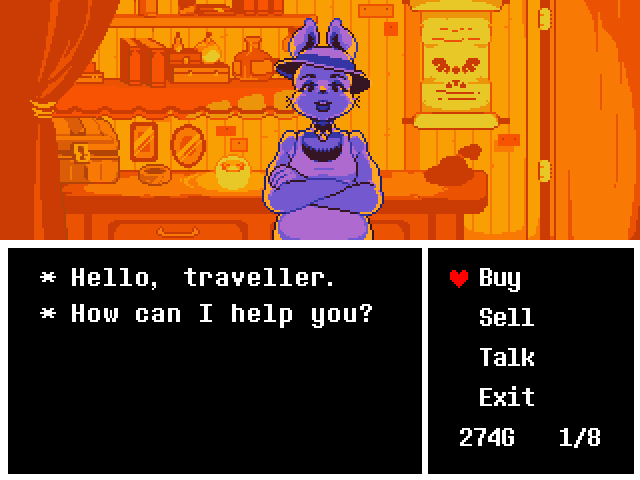 * Hello, traveller.
* How can I help you?
Buy
Sell
Talk
Exit
274G 1/8